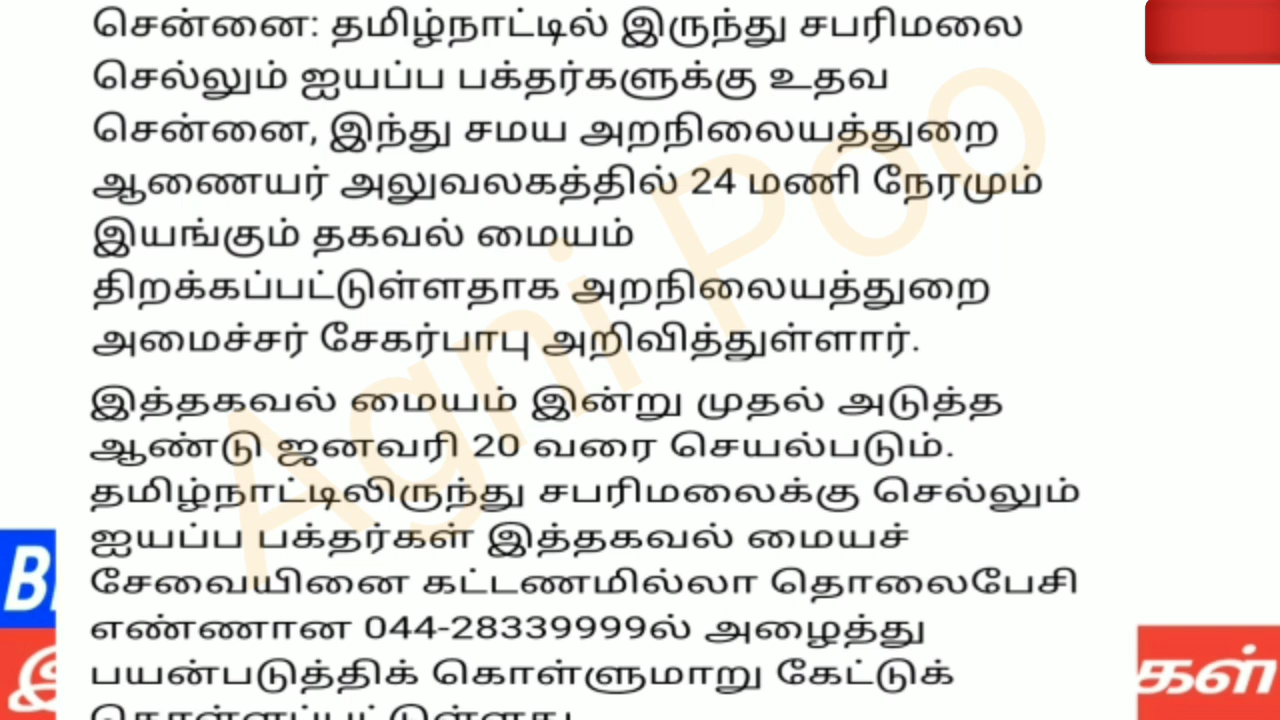 சென்னை: தமிழ்நாட்டில் இருந்து சபரிமலை
செல்லும் ஐயப்ப பக்தர்களுக்கு உதவ
சென்னை, இந்து சமய அறநிலையத்துறை
ஆணையர் அலுவலகத்தில் 24 மணி நேரமும்
இயங்கும் தகவல் மையம்
திறக்கப்பட்டுள்ளதாக அறநிலையத்துறை
அமைச்சர் சேகர்பாபு அறிவித்துள்ளார்.
இத்தகவல் மையம் இன்று முதல் அடுத்த
ஆண்டு ஜனவரி 20 வரை செயல்படும்.
தமிழ்நாட்டிலிருந்து சபரிமலைக்கு செல்லும்
ஐயப்ப பக்தர்கள் இத்தகவல் மையச்
சேவையினை கட்டணமில்லா தொலைபேசி
எண்ணான 044-28339999ல் அழைத்து
பயன்படுத்திக் கொள்ளுமாறு கேட்டுக்
Agni Poo
கள்